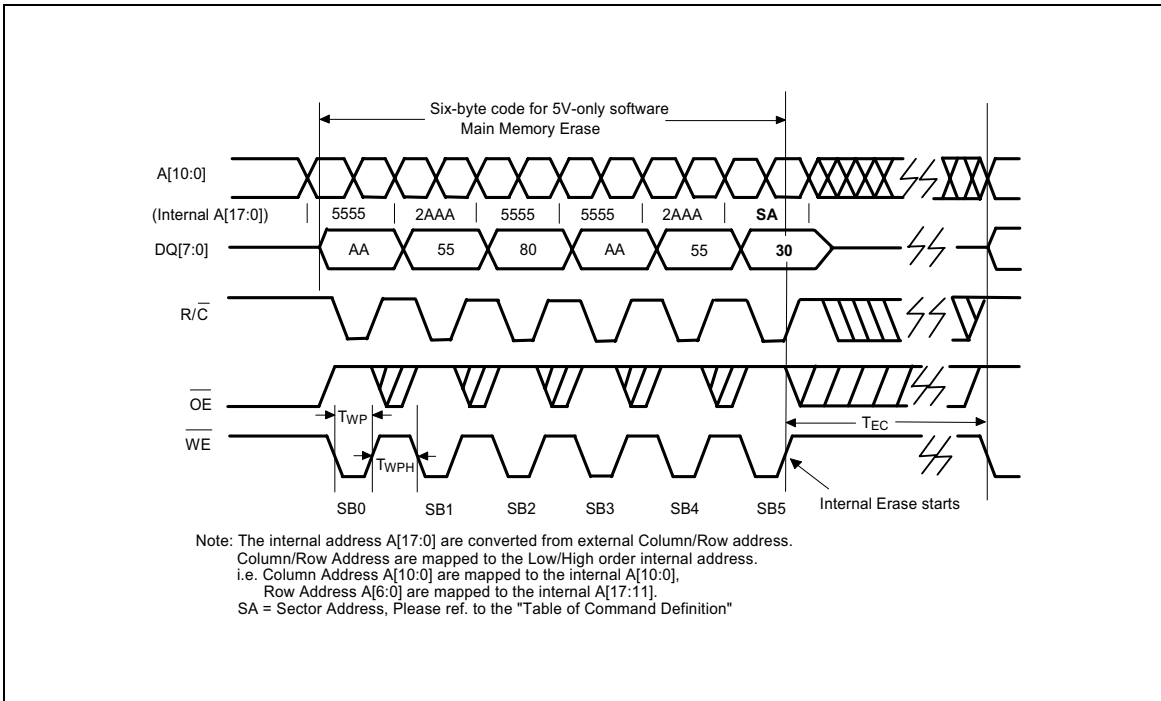 Six-byte code for 5V-only software
Main Memory Erase
A[10:0]
(Internal A[17:0]) 5555 2AAA 5555 5555 2AAA SA
DQ[7:0] AA 55 80 AA 55 30
R/C
OE
TWP
TEC
WE
TWPH
Internal Erase starts
SB0 SB1 SB2 SB3 SB4 SB5
Note: The internal address A[17:0] are converted from external Column/Row address.
Column/Row Address are mapped to the Low/High order internal address.
i.e. Column Address A[10:0] are mapped to the internal A[10:0],
Row Address A[6:0] are mapped to the internal A[17:11].
SA = Sector Address, Please ref. to the "Table of Command Definition"